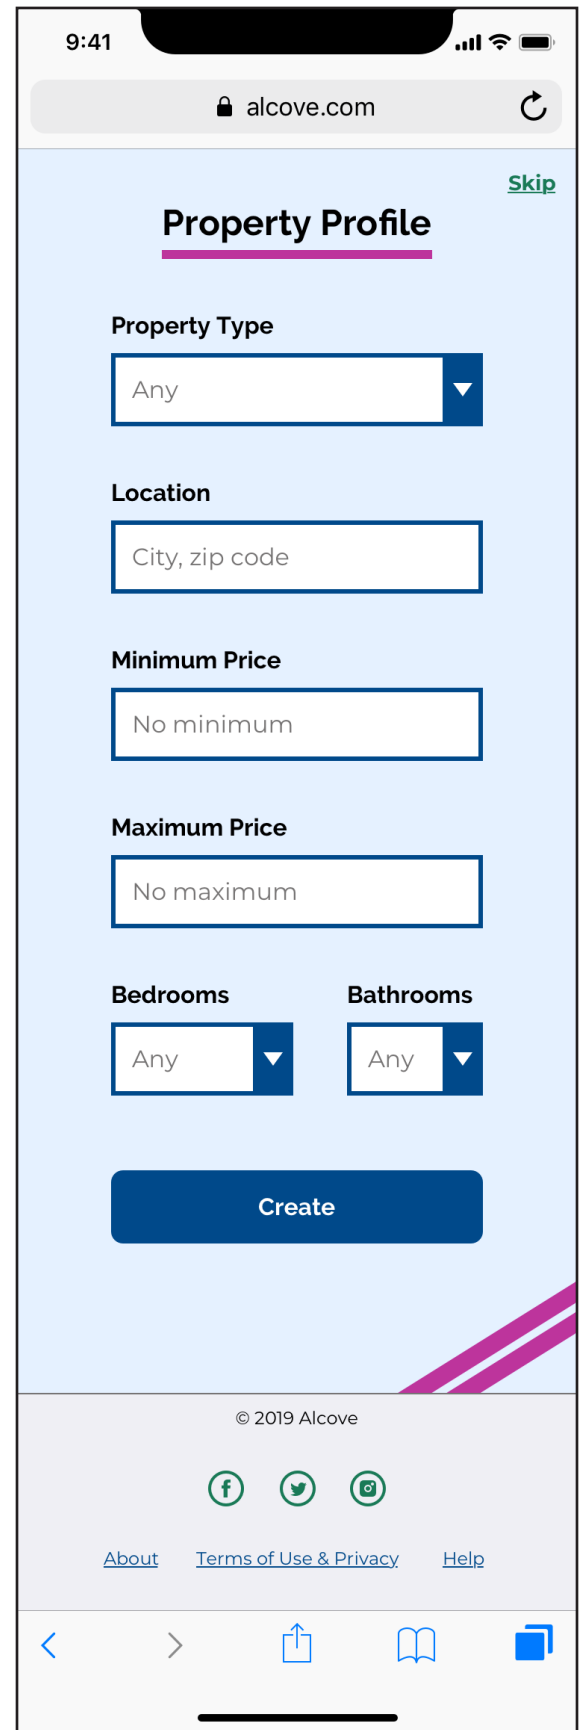 9:41
alcove.com
Skip
Property Profile
Property Type
Any
Location
City, zip code
Minimum Price
No minimum
Maximum Price
No maximum
Bedrooms Bathrooms
Any Any
Create
© 2019 Alcove
About Terms of Use & Privacy Help